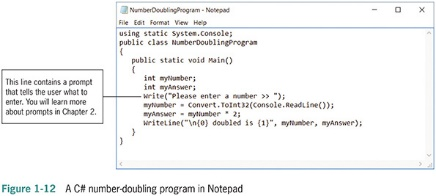 NumberDoublingProgram - Notepad
File Edit Format View Help
using static System.Console;
public class NumberDoublingProgram
{
public static void Main()
{
int myNumber;
int myAnswer;
Write("Please enter a number >> ");
myNumber = Convert.ToInt32(Console.ReadLine());
myAnswer = myNumber * 2;
WriteLine("\n{0} doubled is {1}", myNumber, myAnswer);
}
}
This line contains a prompt
that tells the user what to
enter. You will learn more
about prompts in Chapter 2.
Figure 1-12 A C# number-doubling program in Notepad